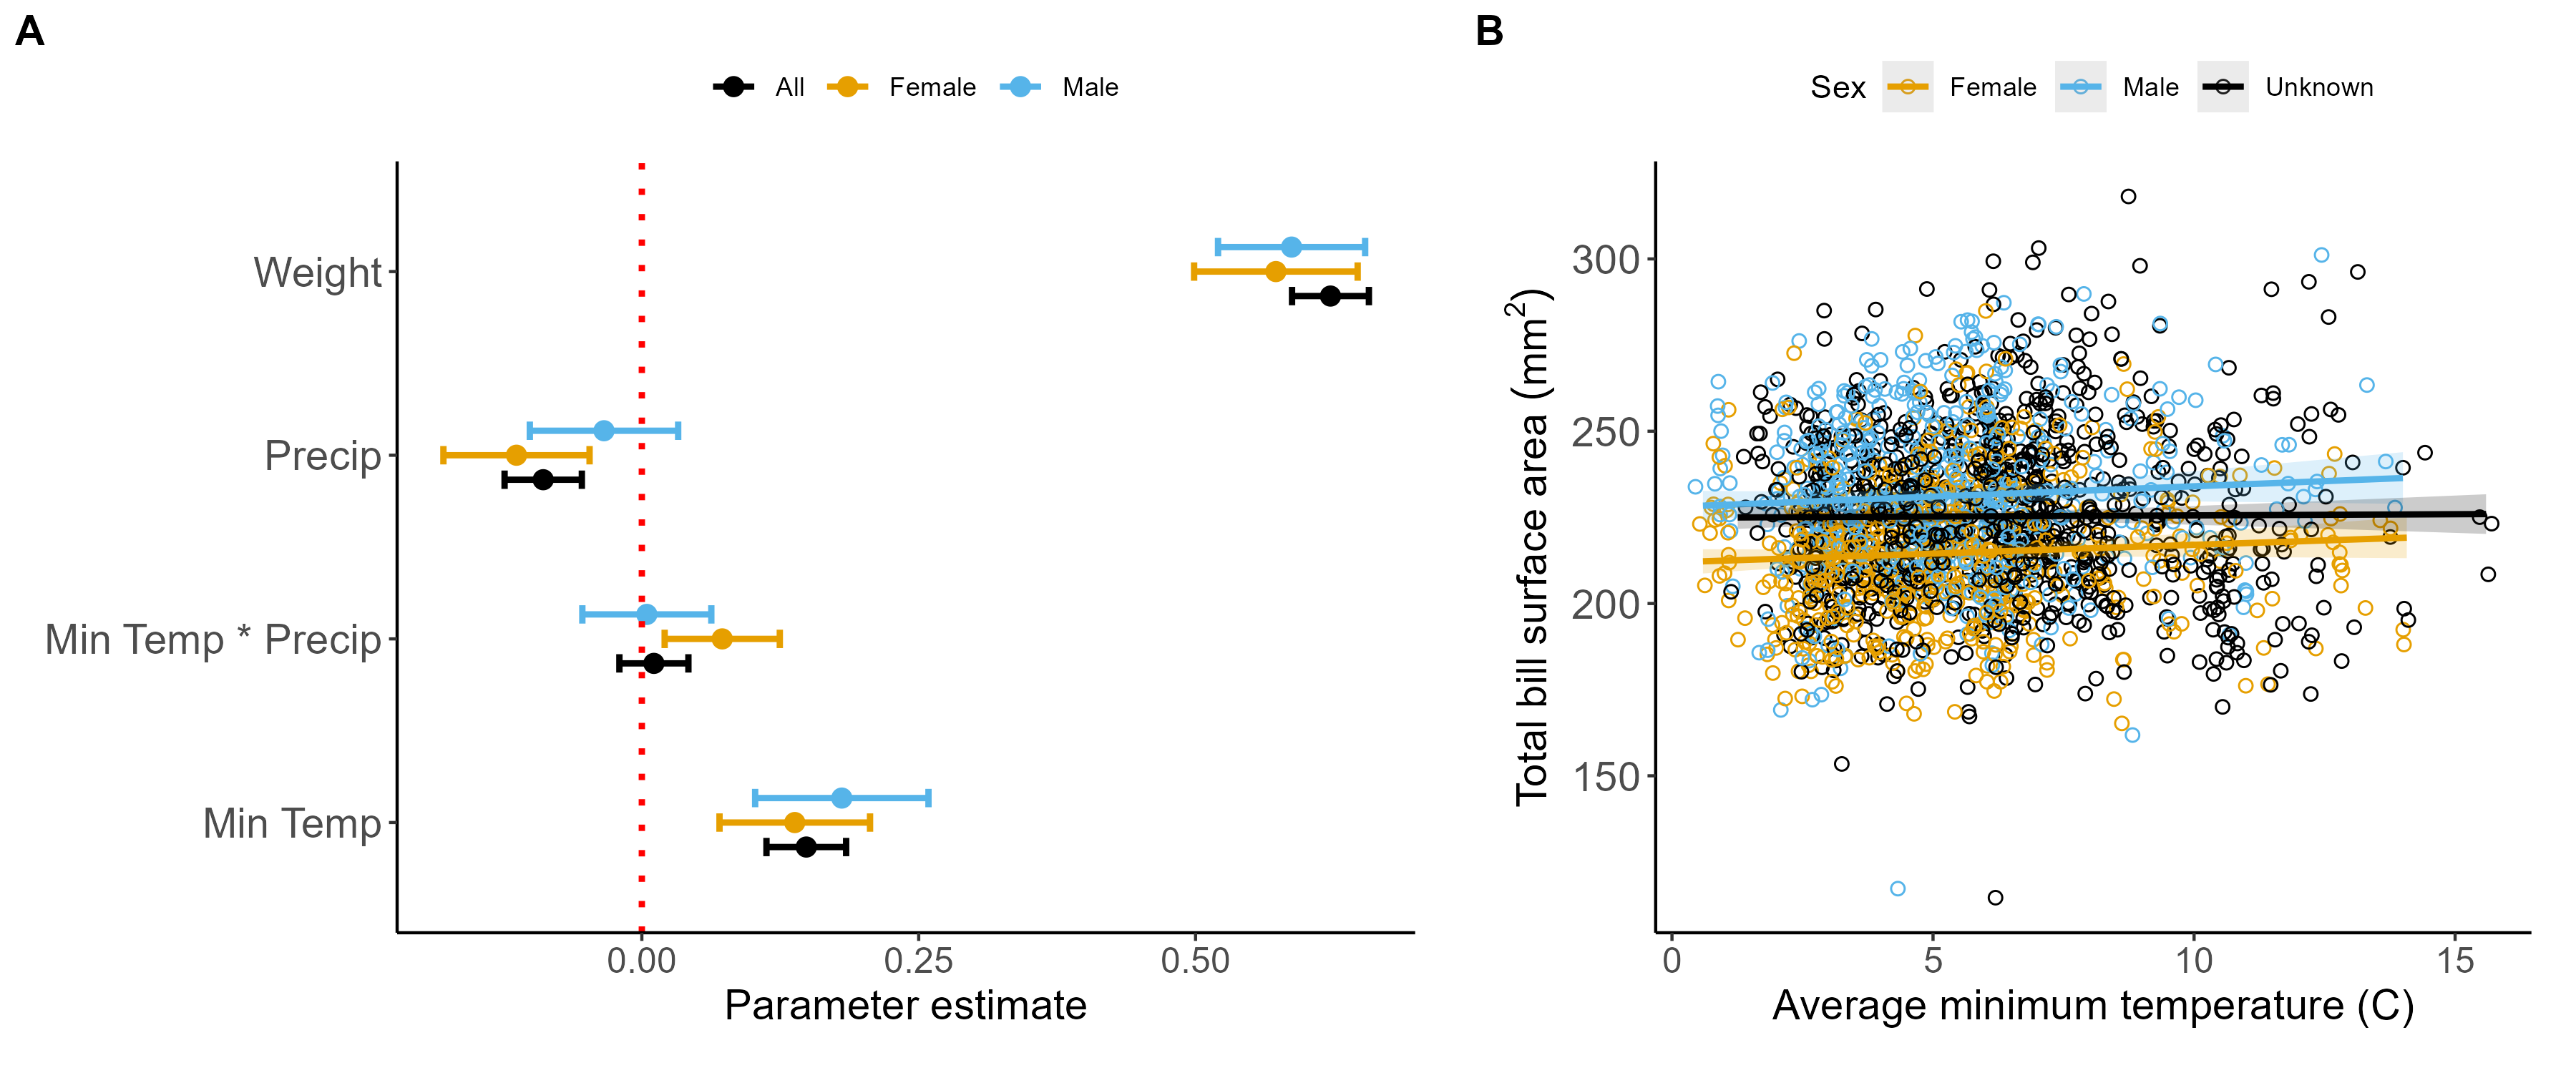 A
All Female Male
Weight
Precip
Min Temp * Precip
Min Temp
0.00 0.25 0.50
Parameter estimate
B
Sex Female Male Unknown
Total bill surface area (mm²)
300
250
200
150
0 5 10 15
Average minimum temperature (C)